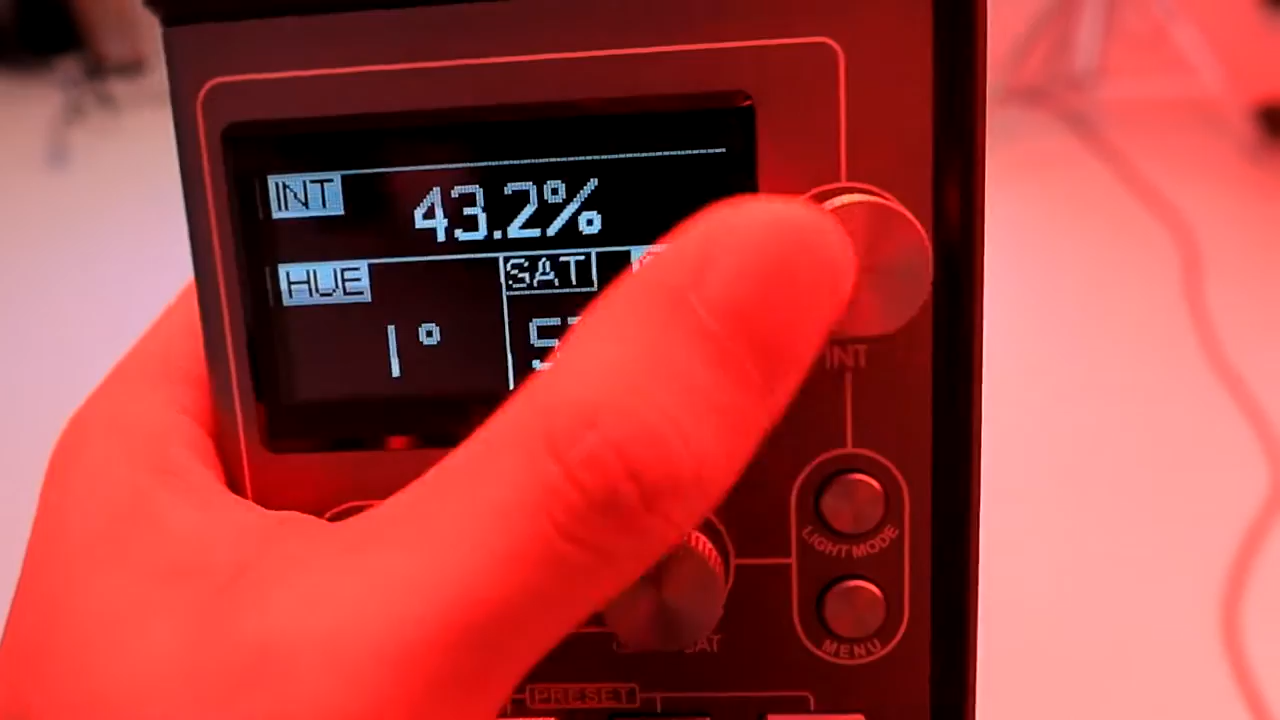 INT 43.2%
HUE SAT
1°
INT
LIGHT MODE
MENU
PRESET